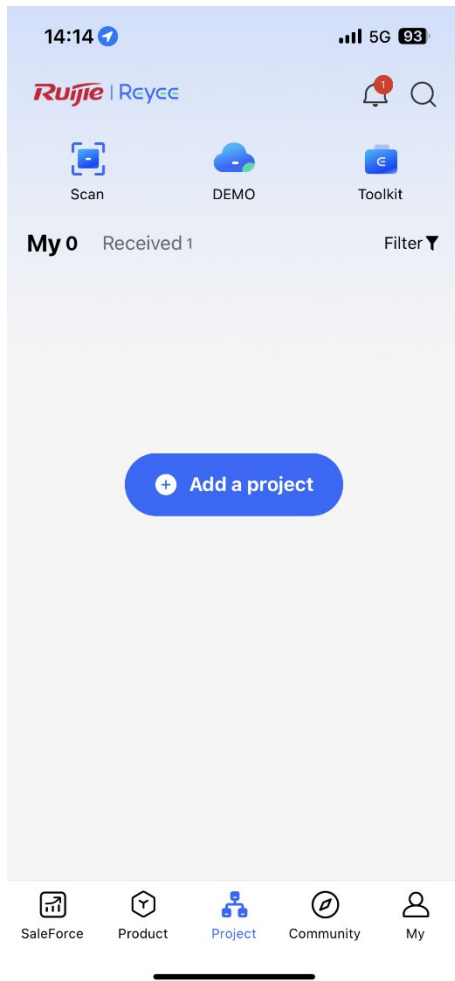 14:14 5G 93
Ruijie | Reyee 1
Scan DEMO Toolkit
My 0 Received 1 Filter
Add a project
SaleForce Product Project Community My